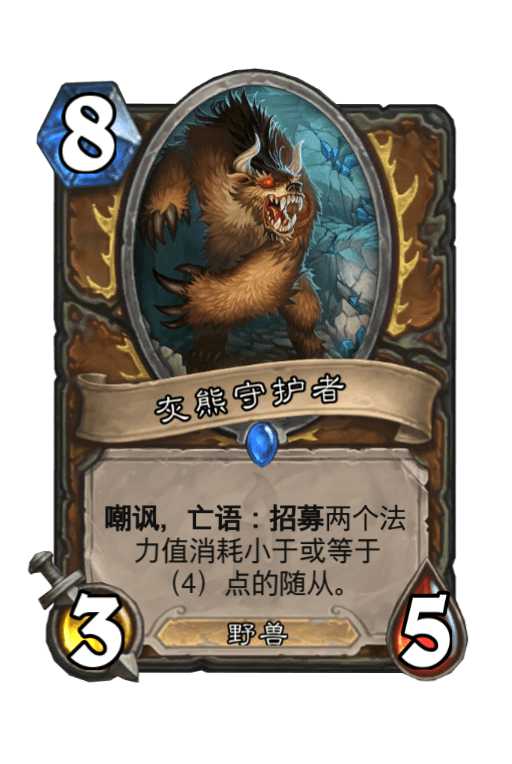 8
灰熊守护者
嘲讽，亡语：招募两个法
力值消耗小于或等于
（4）点的随从。
3
野兽
5